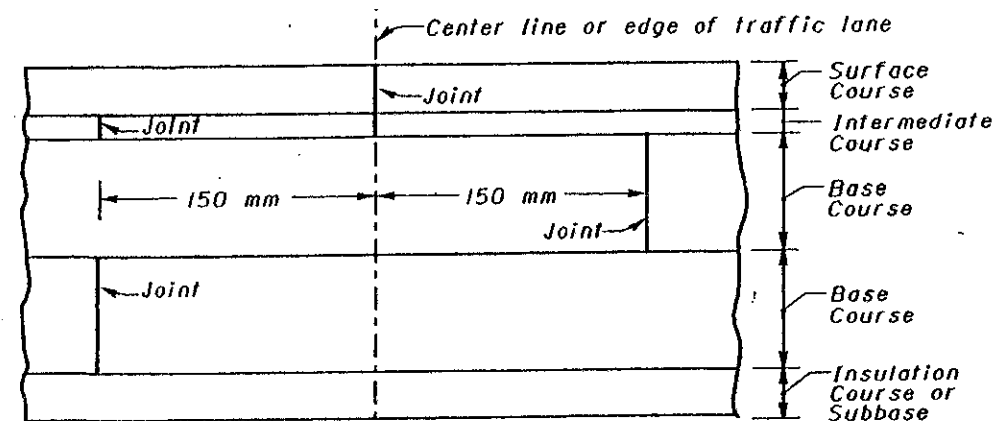 Center line or edge of traffic lane
Surface
Course
Joint
Joint
Intermediate
Course
150 mm
150 mm
Base
Course
Joint
Joint
Base
Course
Insulation
Course or
Subbase